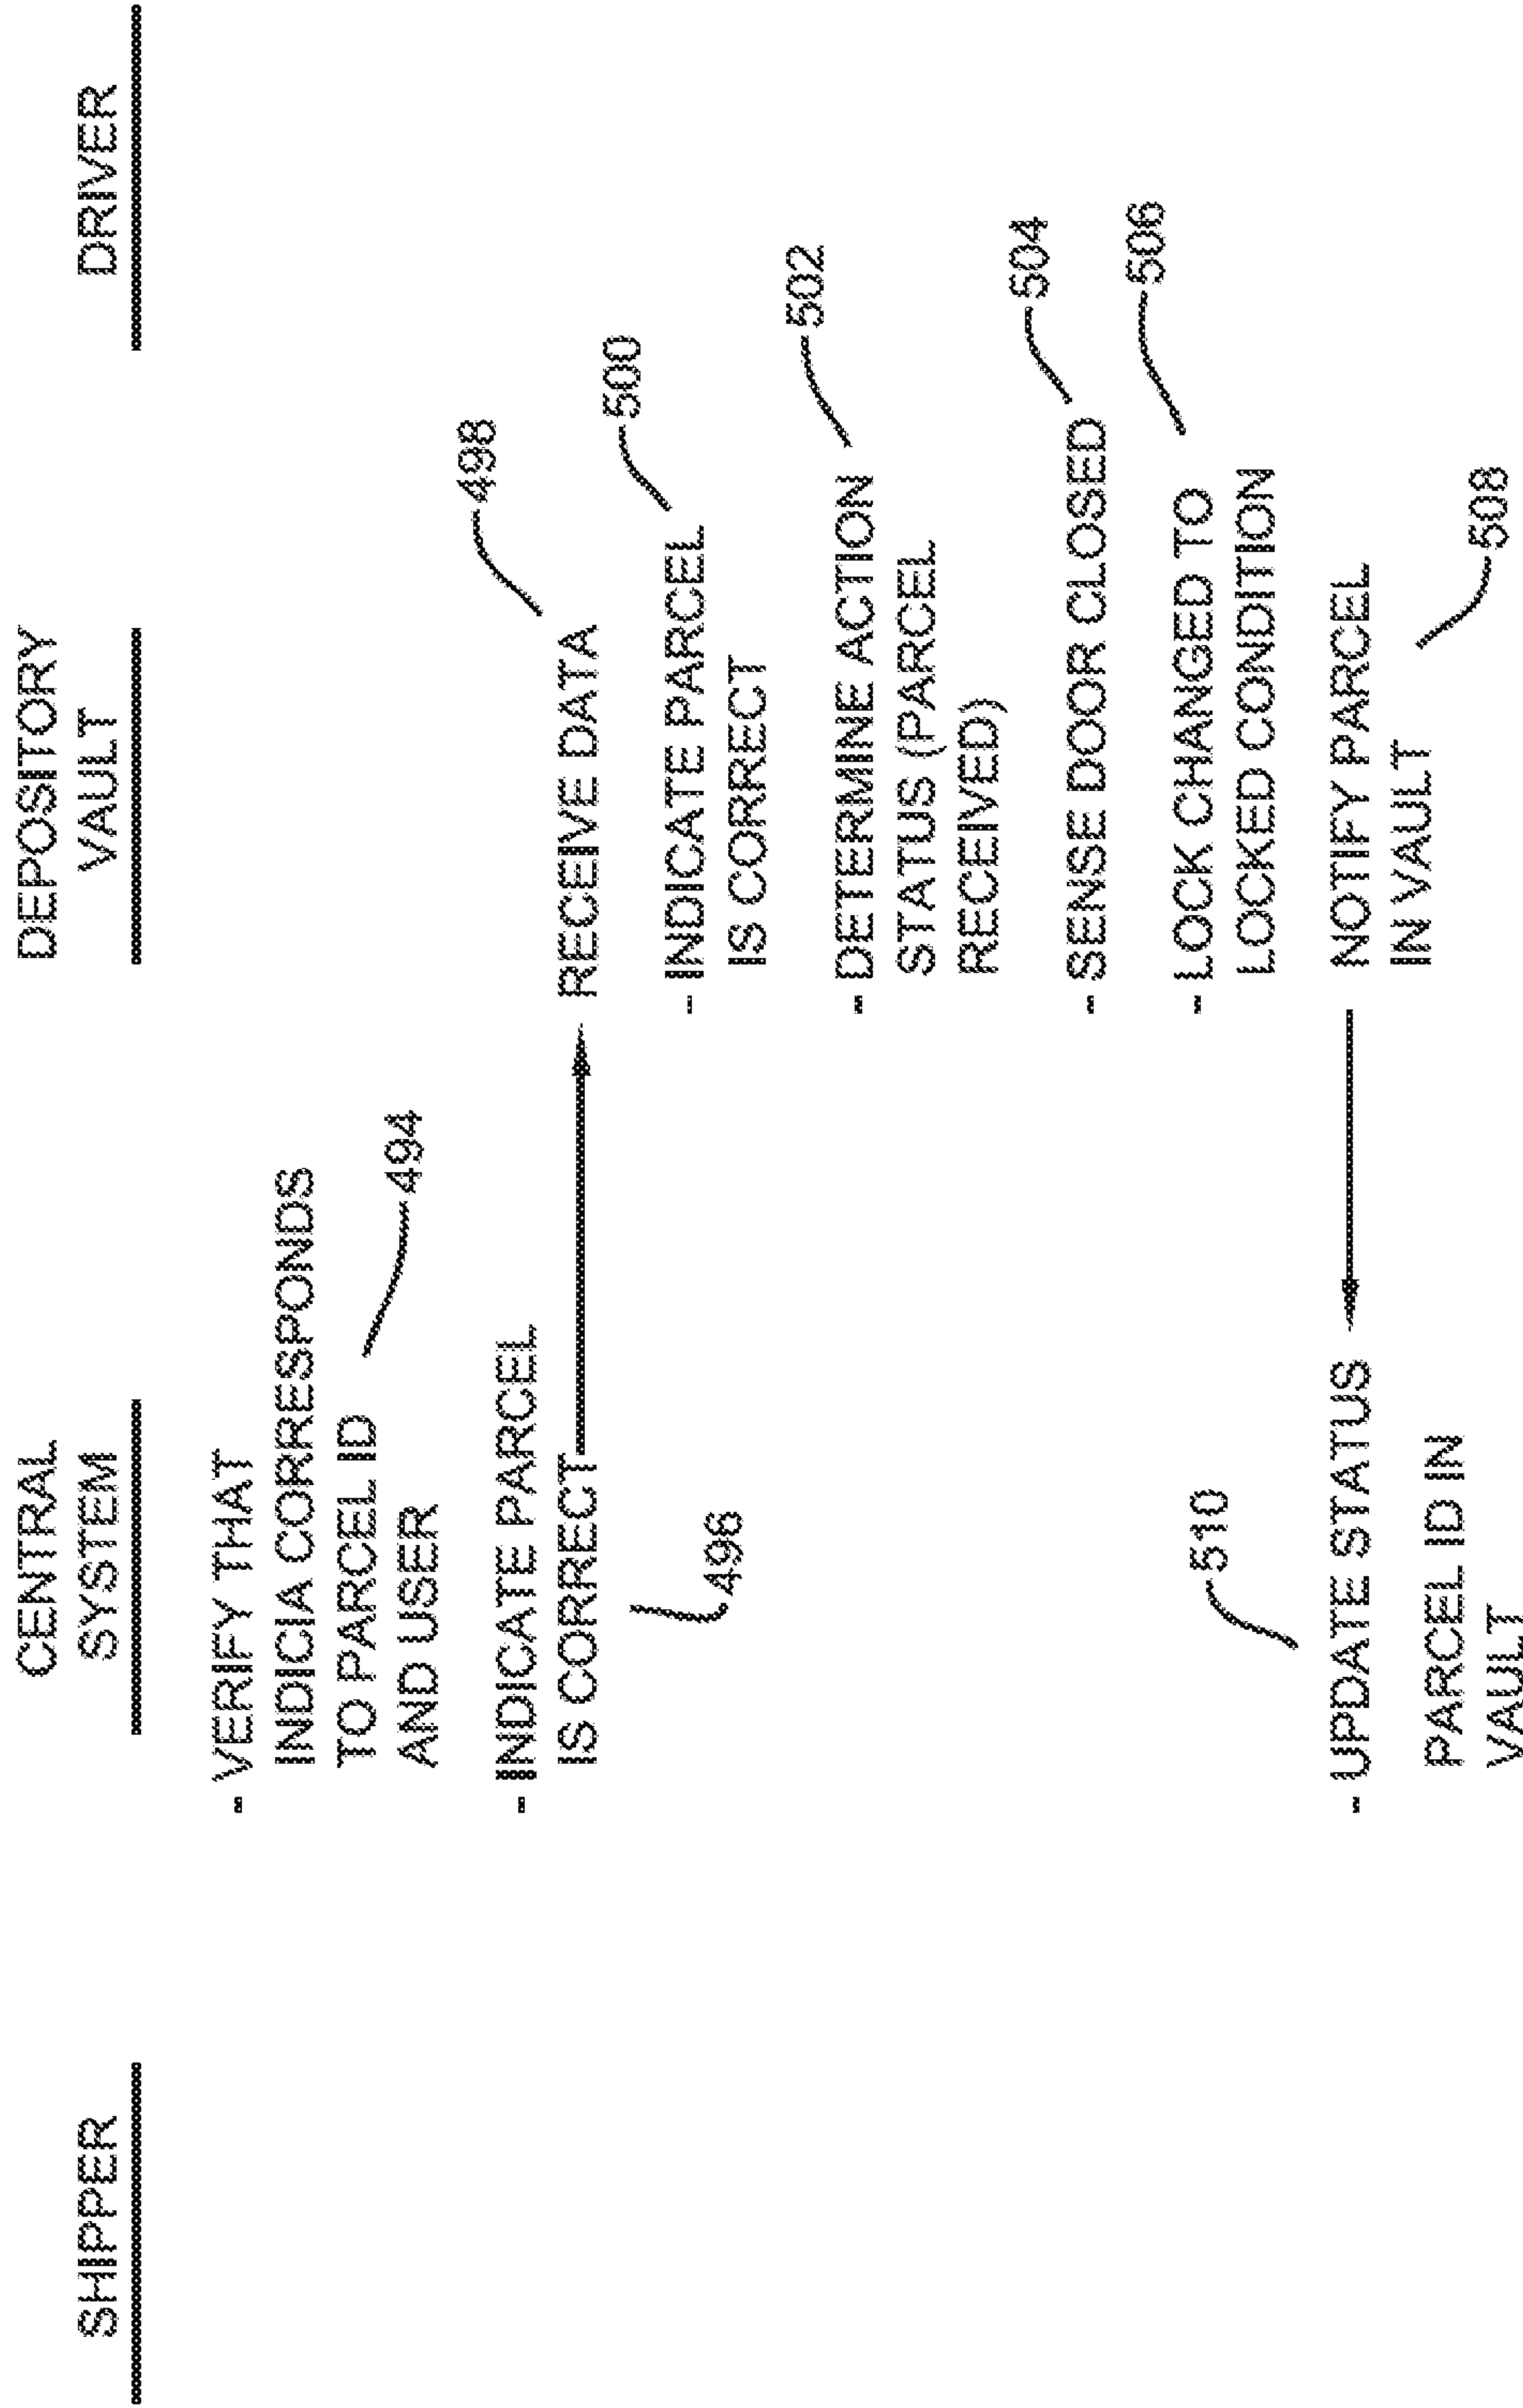 SHIPPER
CENTRAL
SYSTEM
DEPOSITORY
VAULT
DRIVER
- VERIFY THAT
INDICIA CORRESPONDS
TO PARCEL ID
AND USER
494
- INDICATE PARCEL
IS CORRECT
496
RECEIVE DATA
498
- INDICATE PARCEL
IS CORRECT
500
- DETERMINE ACTION
STATUS (PARCEL
RECEIVED)
502
- SENSE DOOR CLOSED
504
- LOCK CHANGED TO
LOCKED CONDITION
506
NOTIFY PARCEL
IN VAULT
508
510
- UPDATE STATUS
PARCEL ID IN
VAULT